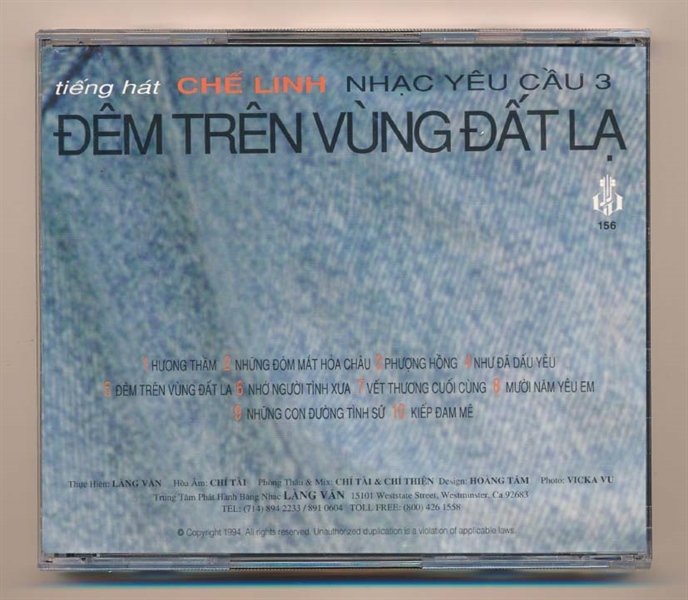 tiếng hát CHẾ LINH NHẠC YÊU CẦU 3
ĐÊM TRÊN VÙNG ĐẤT LẠ
156
1 HƯƠNG THẦM 2 NHỮNG ĐÓM MẮT HỎA CHÂU 3 PHƯỢNG HỒNG 4 NHƯ ĐÃ DẤU YÊU
5 ĐÊM TRÊN VÙNG ĐẤT LẠ 6 NHỚ NGƯỜI TÌNH XƯA 7 VẾT THƯƠNG CUỐI CÙNG 8 MƯỜI NĂM YÊU EM
9 NHỮNG CON ĐƯỜNG TÌNH SỬ 10 KIẾP ĐAM MÊ
Thực Hiện: LÀNG VĂN Hòa Âm: CHÍ TÀI Phòng Thâu & Mix: CHÍ TÀI & CHÍ THIỆN Design: HOÀNG TÂM Photo: VICKA VU
Trung Tâm Phát Hành Băng Nhạc LÀNG VĂN 15101 Weststate Street, Westminster, Ca 92683
TEL: (714) 894 2233 / 891 0604 TOLL FREE: (800) 426 1558
© Copyright 1994. All rights reserved. Unauthorized duplication is a violation of applicable laws.